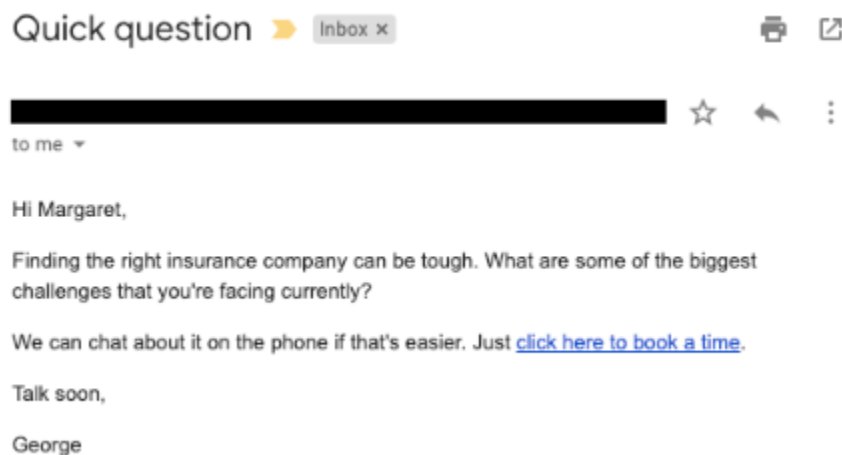 Quick question
Inbox ×
to me
Hi Margaret,
Finding the right insurance company can be tough. What are some of the biggest
challenges that you're facing currently?
We can chat about it on the phone if that's easier. Just click here to book a time.
Talk soon,
George